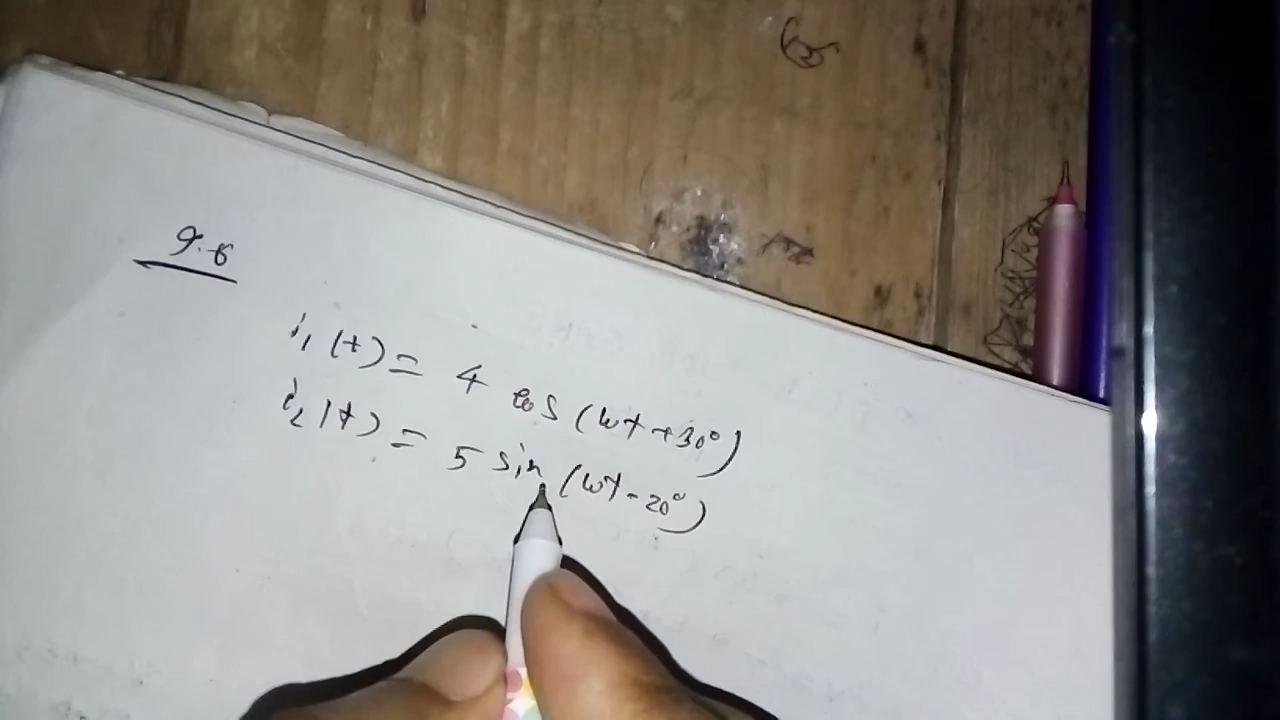 9.6
i₁(t) = 4 cos (ωt + 30°)
i₂(t) = 5 sin (ωt - 20°)